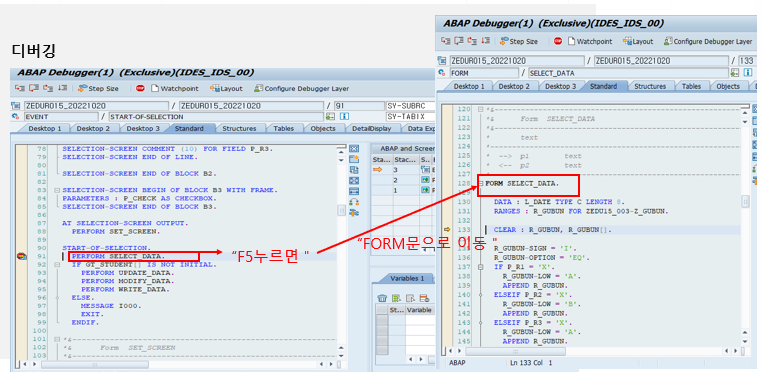 디버깅
ABAP Debugger(1)  (Exclusive)(IDES_IDS_00)
Step Size
Watchpoint
Layout
Configure Debugger Layer
ZEDUR015_20221020
/ ZEDUR015_20221020
/ 91
SY-SUBRC
EVENT
/ START-OF-SELECTION
SY-TABIX
Desktop 1
Desktop 2
Desktop 3
Standard
Structures
Tables
Objects
DetailDisplay
Data Exp
78 SELECTION-SCREEN COMMENT (10) FOR FIELD P_R3.
79 SELECTION-SCREEN END OF LINE.
80
81 SELECTION-SCREEN END OF BLOCK B2.
82
83 SELECTION-SCREEN BEGIN OF BLOCK B3 WITH FRAME.
84 PARAMETERS : P_CHECK AS CHECKBOX.
85 SELECTION-SCREEN END OF BLOCK B3.
86
87 AT SELECTION-SCREEN OUTPUT.
88 PERFORM SET_SCREEN.
89
90 START-OF-SELECTION.
91 PERFORM SELECT_DATA.
92 IF GT_STUDENT[] IS NOT INITIAL.
93 PERFORM UPDATE_DATA.
94 PERFORM MODIFY_DATA.
95 PERFORM WRITE_DATA.
96 ELSE.
97 MESSAGE I000.
98 EXIT.
99 ENDIF.
100
101 *&---------------------------------------------
102 *&      Form  SET_SCREEN
103 *&---------------------------------------------
ABAP and Screen
Sta...
Stac...
S..
3
2
1
Variables 1
St...
Variable
“F5누르면 "
“FORM문으로 이동 "
ABAP Debugger(1)  (Exclusive)(IDES_IDS_00)
Step Size
Watchpoint
Layout
Configure Debugger Layer
ZEDUR015_20221020
/ ZEDUR015_20221020
/ 133
FORM
/ SELECT_DATA
Desktop 1
Desktop 2
Desktop 3
Standard
Structures
Tables
Obje
120 *&---------------------------------------------
121 *&      Form  SELECT_DATA
122 *&---------------------------------------------
123 *       text
124 *----------------------------------------------
125 *  -->  p1        text
126 *  <--  p2        text
127 *----------------------------------------------
128 FORM SELECT_DATA.
129
130 DATA : L_DATE TYPE C LENGTH 8.
131 RANGES : R_GUBUN FOR ZEDU15_003-Z_GUBUN.
132
133 CLEAR : R_GUBUN, R_GUBUN[].
134
135 R_GUBUN-SIGN = 'I'.
136 R_GUBUN-OPTION = 'EQ'.
137 IF P_R1 = 'X'.
138 R_GUBUN-LOW = 'A'.
139 APPEND R_GUBUN.
140 ELSEIF P_R2 = 'X'.
141 R_GUBUN-LOW = 'B'.
142 APPEND R_GUBUN.
143 ELSEIF P_R3 = 'X'.
144 R_GUBUN-LOW = 'C'.
145 APPEND R_GUBUN.
ABAP
Ln 133 Col   1